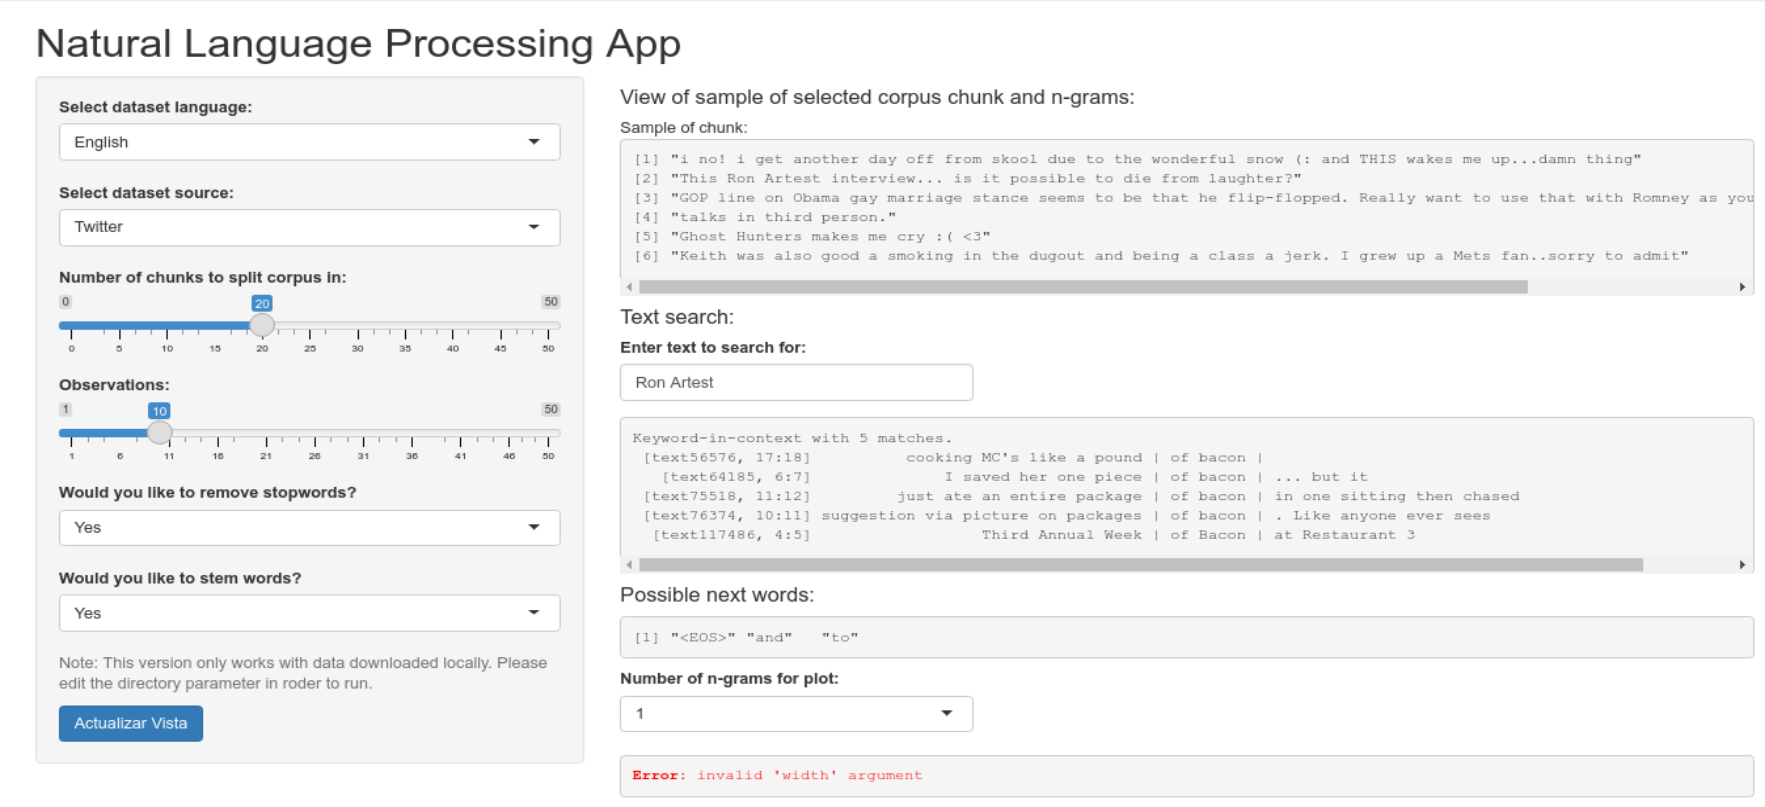 Natural Language Processing App
Select dataset language:
English
Select dataset source:
Twitter
Number of chunks to split corpus in:
0 20 50
0 5 10 15 20 25 30 35 40 45 50
Observations:
1 10 50
1 6 11 16 21 26 31 36 41 46 50
Would you like to remove stopwords?
Yes
Would you like to stem words?
Yes
Note: This version only works with data downloaded locally. Please
edit the directory parameter in roder to run.
Actualizar Vista
View of sample of selected corpus chunk and n-grams:
Sample of chunk:
[1] "i no! i get another day off from skool due to the wonderful snow (: and THIS wakes me up...damn thing"
[2] "This Ron Artest interview... is it possible to die from laughter?"
[3] "GOP line on Obama gay marriage stance seems to be that he flip-flopped. Really want to use that with Romney as you
[4] "talks in third person."
[5] "Ghost Hunters makes me cry :( <3"
[6] "Keith was also good a smoking in the dugout and being a class a jerk. I grew up a Mets fan..sorry to admit"
Text search:
Enter text to search for:
Ron Artest
Keyword-in-context with 5 matches.
[text56576, 17:18] cooking MC's like a pound | of bacon |
[text64185, 6:7] I saved her one piece | of bacon | ... but it
[text75518, 11:12] just ate an entire package | of bacon | in one sitting then chased
[text76374, 10:11] suggestion via picture on packages | of bacon | . Like anyone ever sees
[text117486, 4:5] Third Annual Week | of Bacon | at Restaurant 3
Possible next words:
[1] "<EOS>" "and" "to"
Number of n-grams for plot:
1
Error: invalid 'width' argument